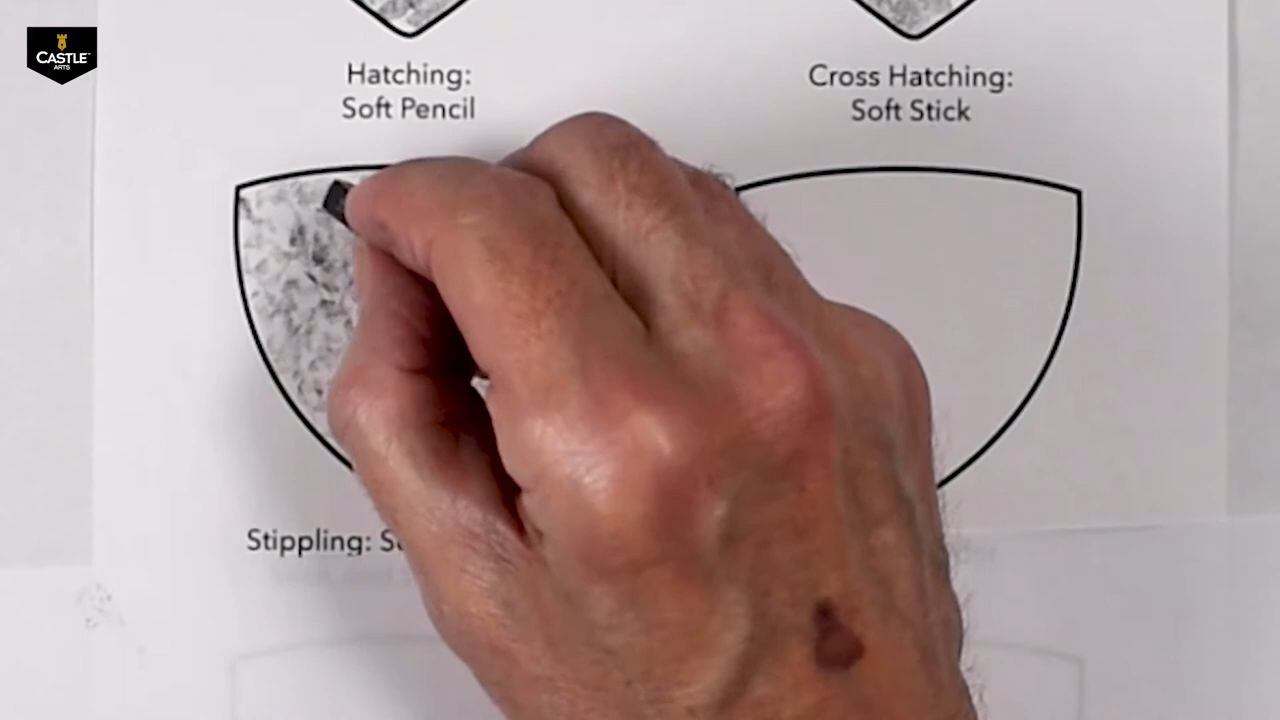 CASTLE
ARTS
Hatching:
Soft Pencil
Cross Hatching:
Soft Stick
Stippling: